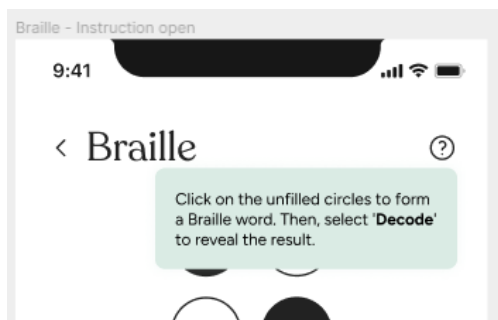 Braille - Instruction open
9:41
Braille
?
Click on the unfilled circles to form
a Braille word. Then, select 'Decode'
to reveal the result.